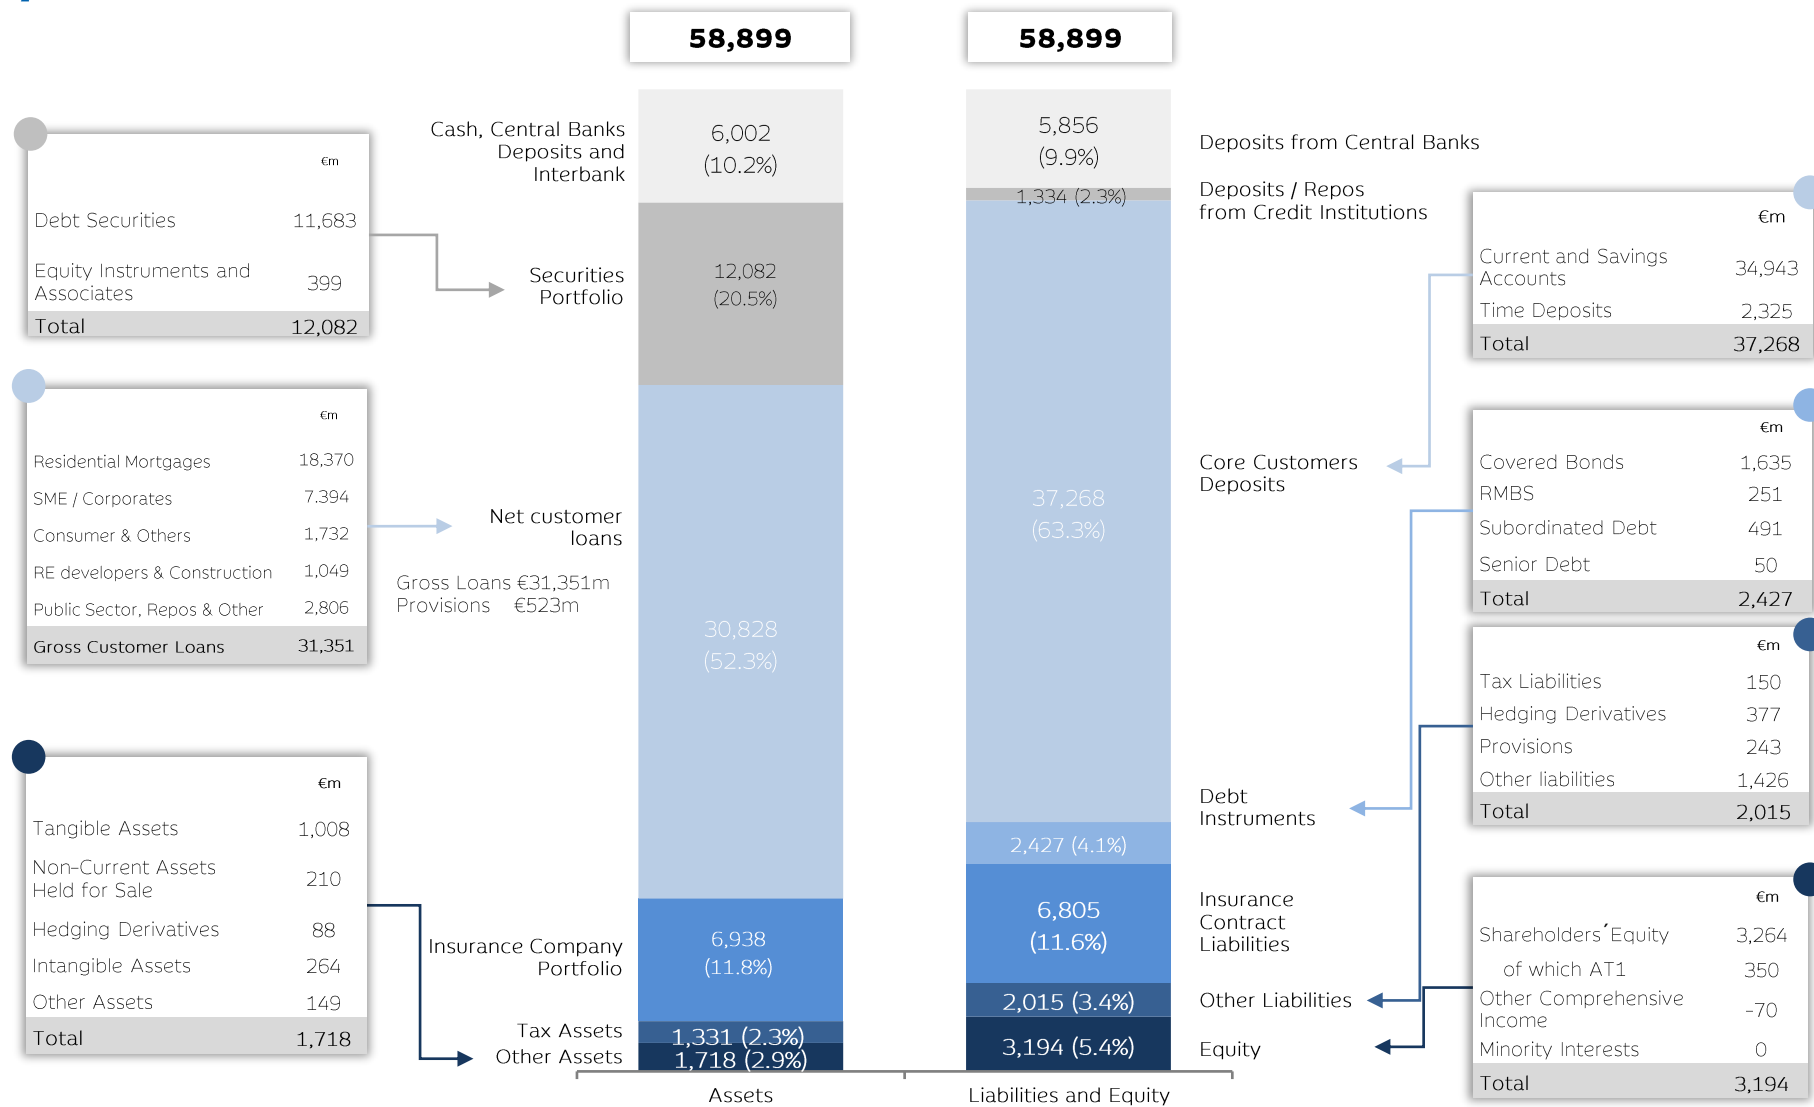 58,899
58,899
€m
Debt Securities 11,683
Equity Instruments and
Associates 399
Total 12,082
€m
Residential Mortgages 18,370
SME / Corporates 7.394
Consumer & Others 1,732
RE developers & Construction 1,049
Public Sector, Repos & Other 2,806
Gross Customer Loans 31,351
€m
Tangible Assets 1,008
Non-Current Assets
Held for Sale 210
Hedging Derivatives 88
Intangible Assets 264
Other Assets 149
Total 1,718
Cash, Central Banks
Deposits and
Interbank
Securities
Portfolio
Net customer
loans
Gross Loans €31,351m
Provisions €523m
Insurance Company
Portfolio
Tax Assets
Other Assets
6,002
(10.2%)
12,082
(20.5%)
30,828
(52.3%)
6,938
(11.8%)
1,331 (2.3%)
1,718 (2.9%)
Assets
5,856
(9.9%)
1,334 (2.3%)
37,268
(63.3%)
2,427 (4.1%)
6,805
(11.6%)
2,015 (3.4%)
3,194 (5.4%)
Liabilities and Equity
Deposits from Central Banks
Deposits / Repos
from Credit Institutions
Core Customers
Deposits
Debt
Instruments
Insurance
Contract
Liabilities
Other Liabilities
Equity
€m
Current and Savings
Accounts 34,943
Time Deposits 2,325
Total 37,268
€m
Covered Bonds 1,635
RMBS 251
Subordinated Debt 491
Senior Debt 50
Total 2,427
€m
Tax Liabilities 150
Hedging Derivatives 377
Provisions 243
Other liabilities 1,426
Total 2,015
€m
Shareholders´Equity 3,264
of which AT1 350
Other Comprehensive
Income -70
Minority Interests 0
Total 3,194